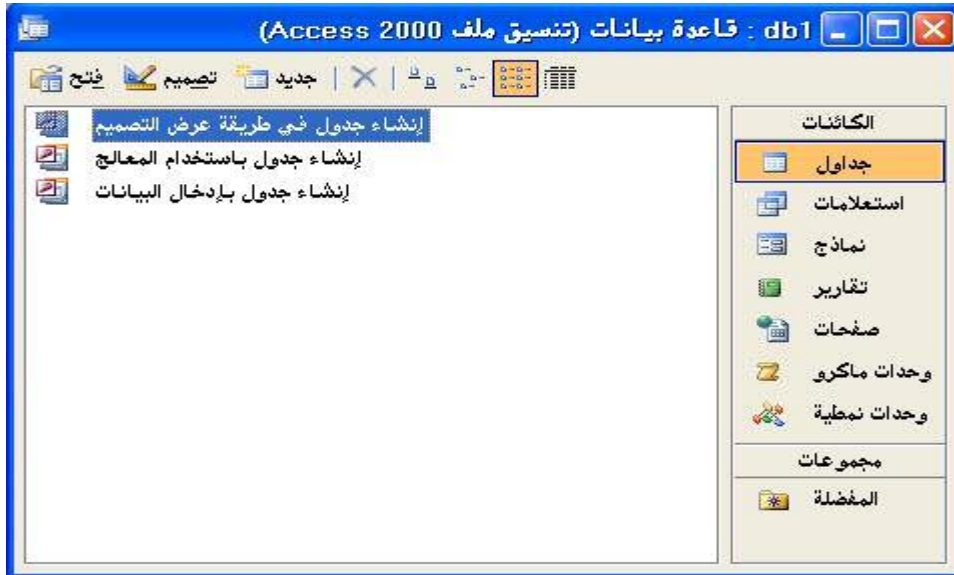 db1 : قاعدة بيانات (تنسيق ملف Access 2000)
جديد تصميم فتح
الكائنات
جداول
استعلامات
نماذج
تقارير
صفحات
وحدات ماكرو
وحدات نمطية
مجموعات
المفضلة
إنشاء جدول في طريقة عرض التصميم
إنشاء جدول باستخدام المعالج
إنشاء جدول بإدخال البيانات